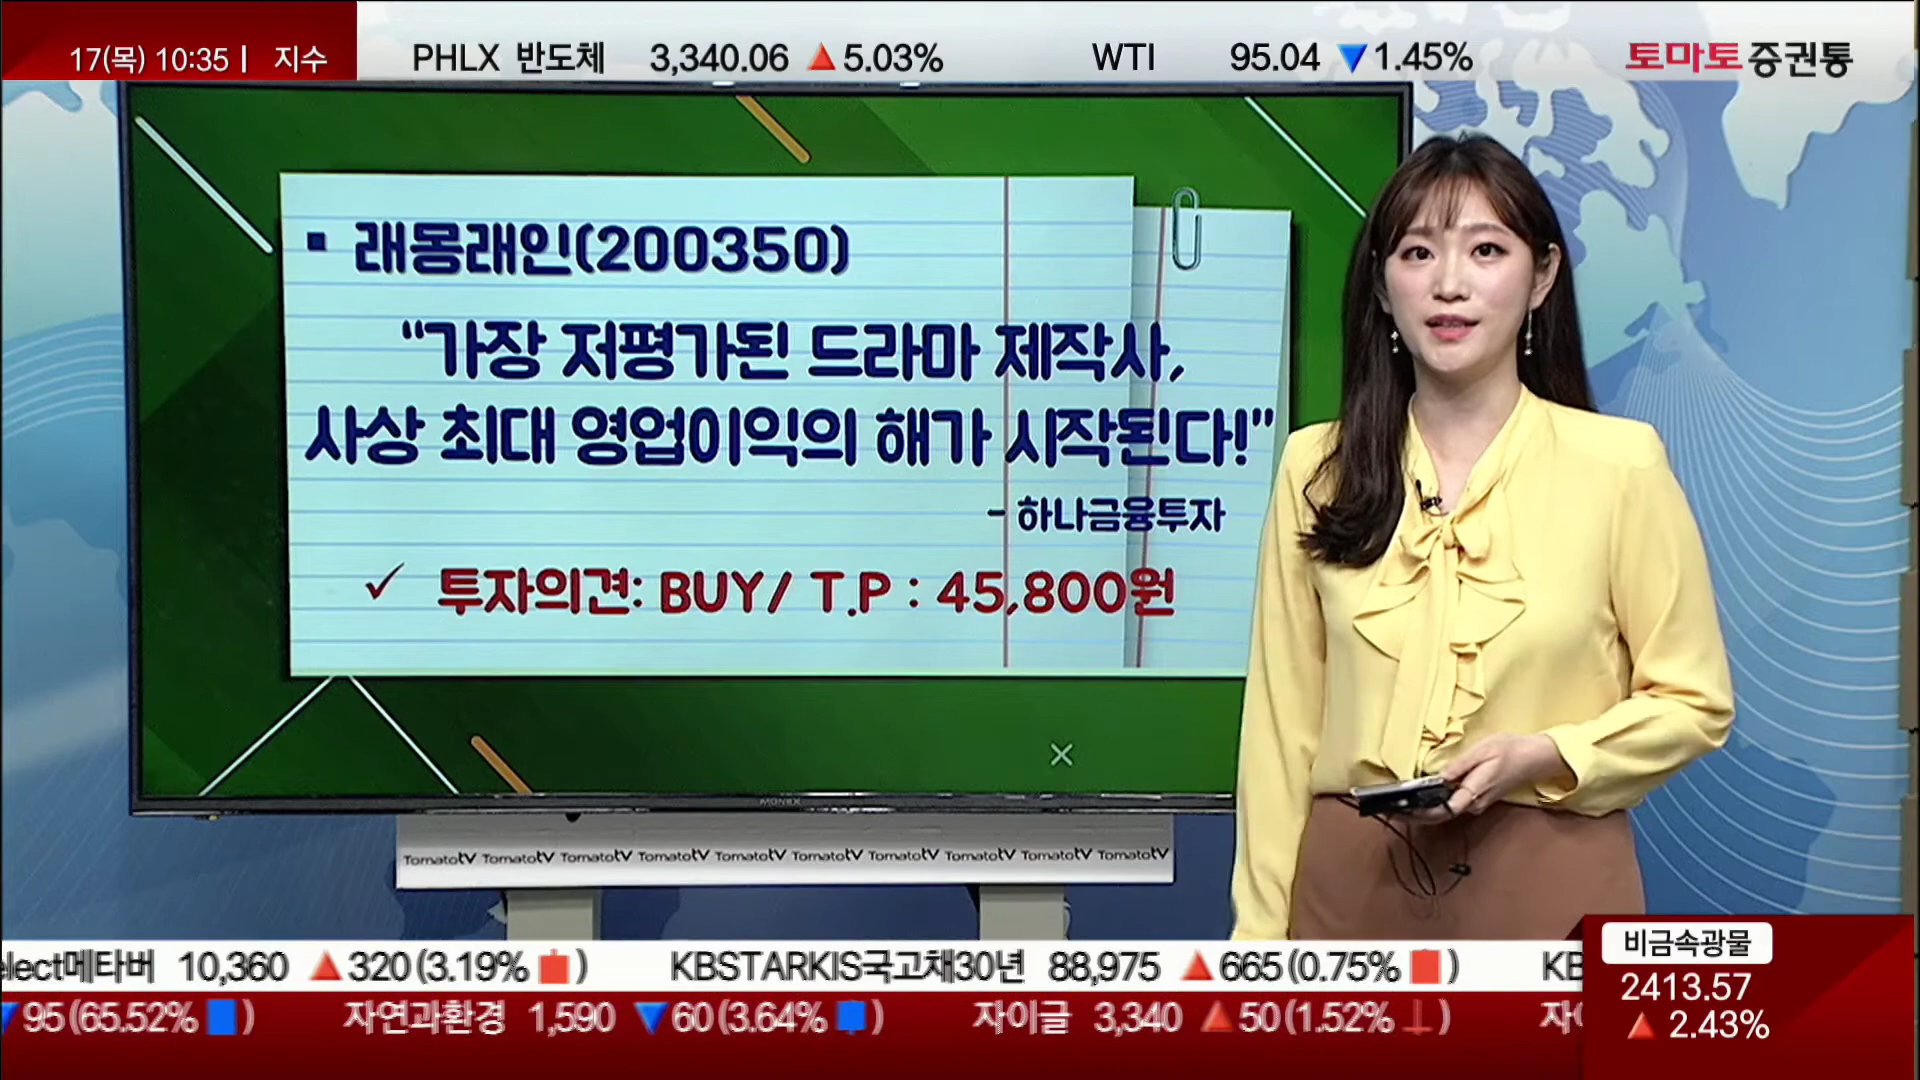 17(목) 10:35 | 지수 PHLX 반도체 3,340.06 ▲ 5.03% WTI 95.04 ▼ 1.45% 토마토증권통
▪ 래몽래인(200350)
“가장 저평가된 드라마 제작사,
사상 최대 영업이익의 해가 시작된다!”
- 하나금융투자
✓ 투자의견: BUY/ T.P : 45,800원
MONEX
TomatoTV TomatoTV TomatoTV TomatoTV TomatoTV TomatoTV TomatoTV TomatoTV TomatoTV TomatoTV
elect메타버 10,360 ▲ 320 (3.19% ) KBSTARKIS국고채30년 88,975 ▲ 665 (0.75% ) KB
▼ 95 (65.52% ) 자연과환경 1,590 ▼ 60 (3.64% ) 자이글 3,340 ▲ 50 (1.52% ) 자이
비금속광물
2413.57
▲ 2.43%